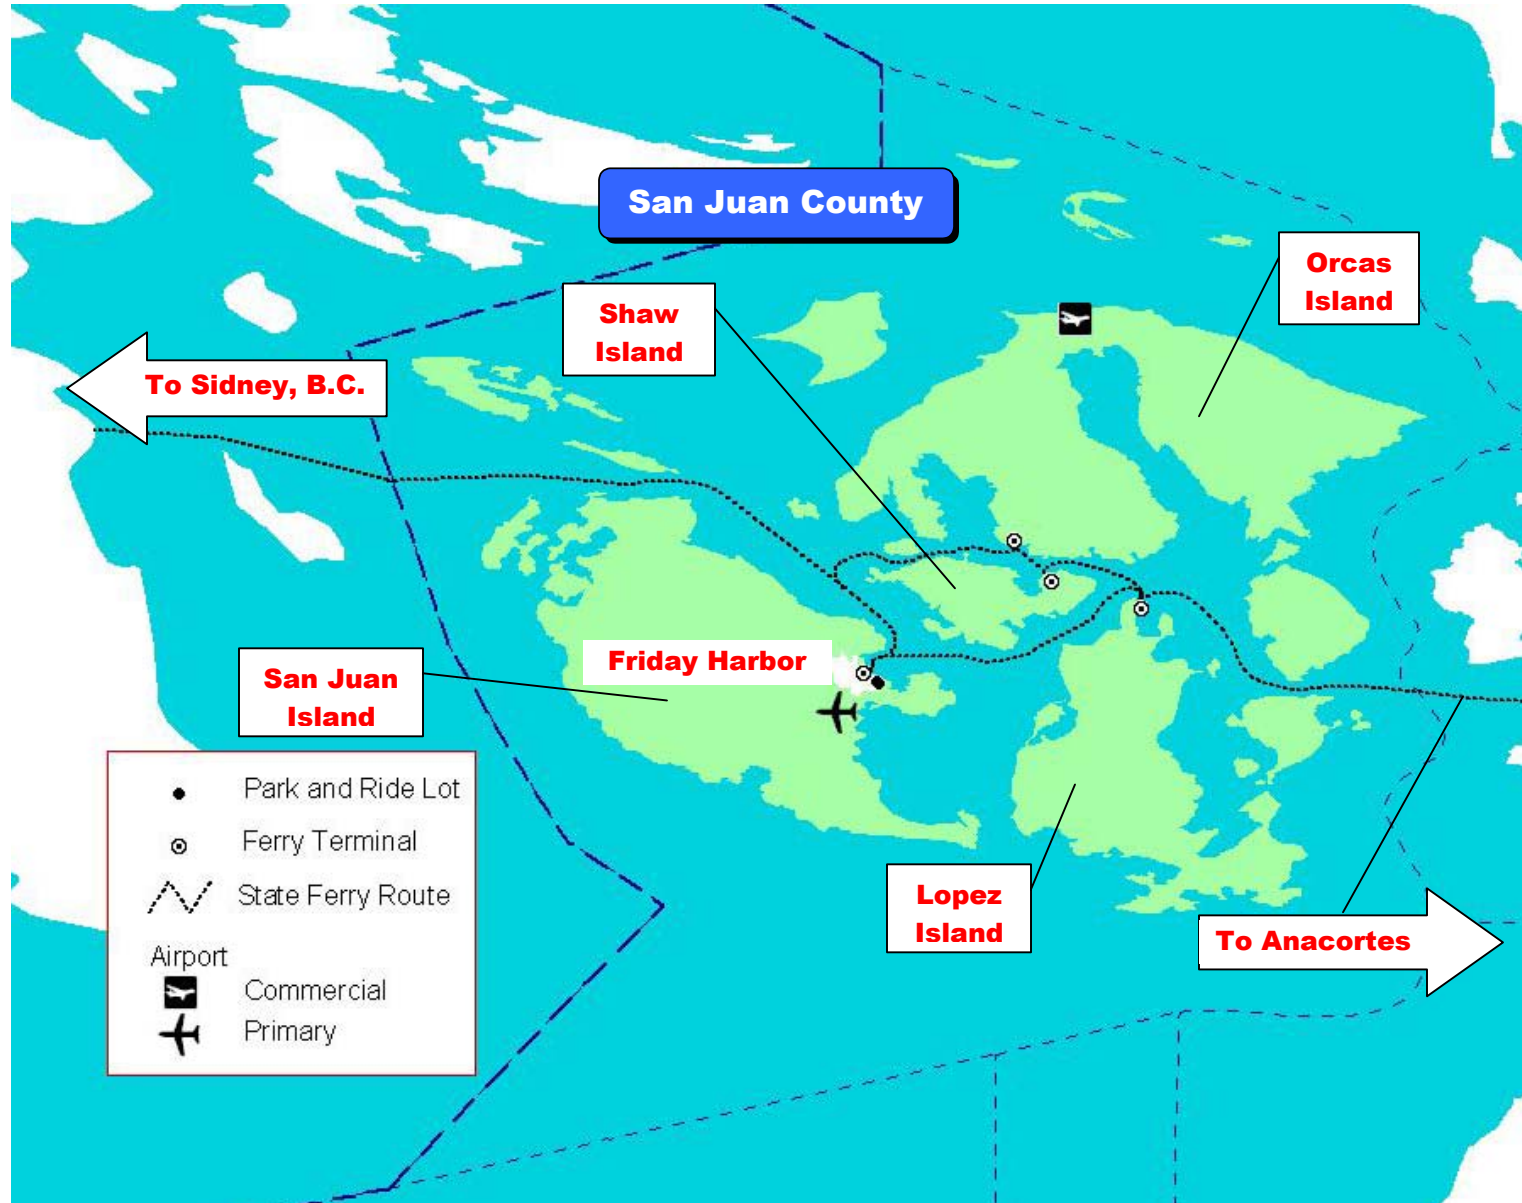 San Juan County
Orcas
Island
Shaw
Island
To Sidney, B.C.
Friday Harbor
San Juan
Island
Park and Ride Lot
Ferry Terminal
State Ferry Route
Airport
Commercial
Primary
Lopez
Island
To Anacortes